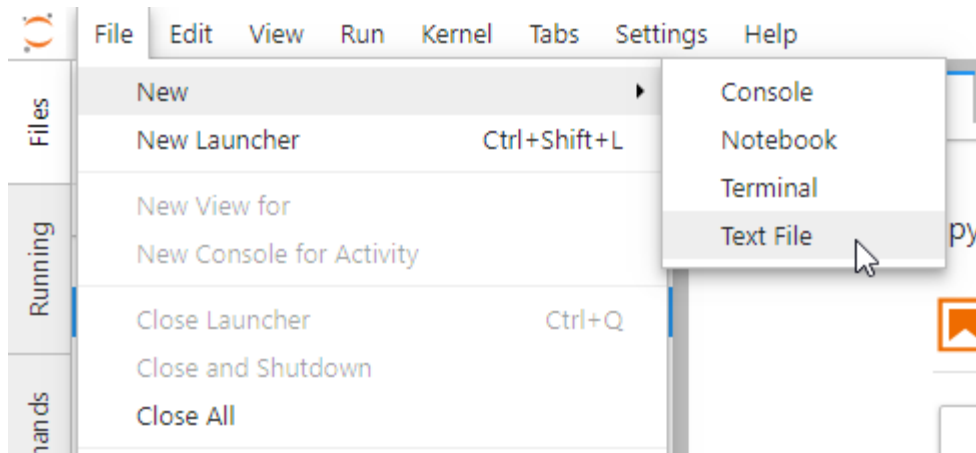 File Edit View Run Kernel Tabs Settings Help
Files
Running
New
New Launcher Ctrl+Shift+L
New View for
New Console for Activity
Close Launcher Ctrl+Q
Close and Shutdown
Close All
Console
Notebook
Terminal
Text File
py